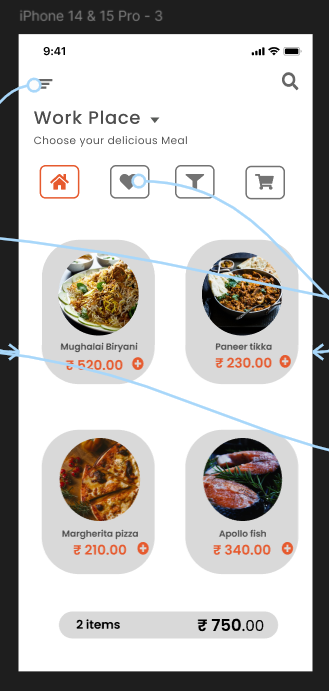 iPhone 14 & 15 Pro - 3
9:41
Work Place
Choose your delicious Meal
Mughalai Biryani
₹ 520.00
Paneer tikka
₹ 230.00
Margherita pizza
₹ 210.00
Apollo fish
₹ 340.00
2 items ₹ 750.00